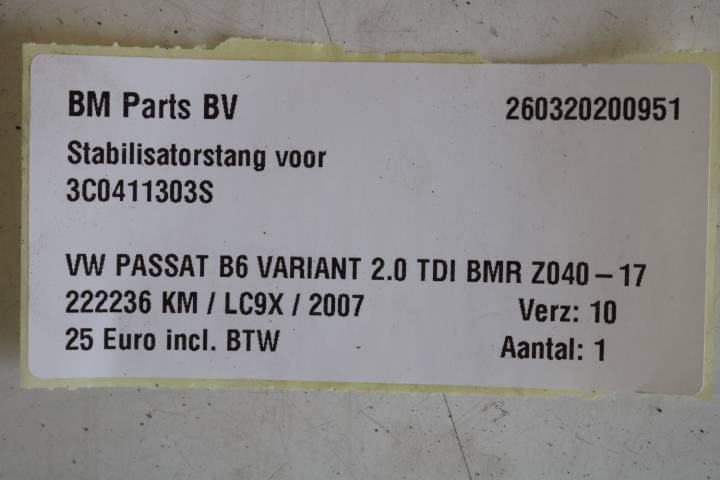 BM Parts BV 260320200951
Stabilisatorstang voor
3C0411303S
VW PASSAT B6 VARIANT 2.0 TDI BMR Z040-17
222236 KM / LC9X / 2007 Verz: 10
25 Euro incl. BTW Aantal: 1